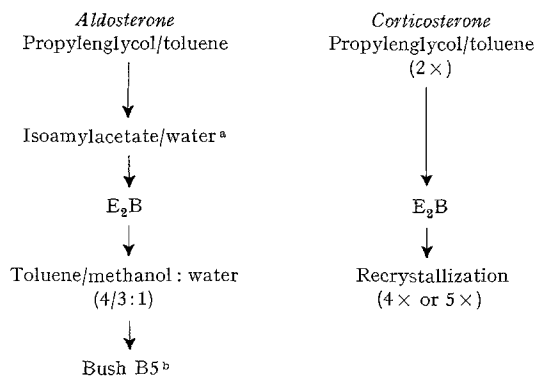 Aldosterone
Propylenglycol/toluene
Isoamylacetate/water ᵃ
E₂B
Toluene/methanol : water
(4/3:1)
Bush B5 ᵇ
Corticosterone
Propylenglycol/toluene
(2 ×)
E₂B
Recrystallization
(4 × or 5 ×)